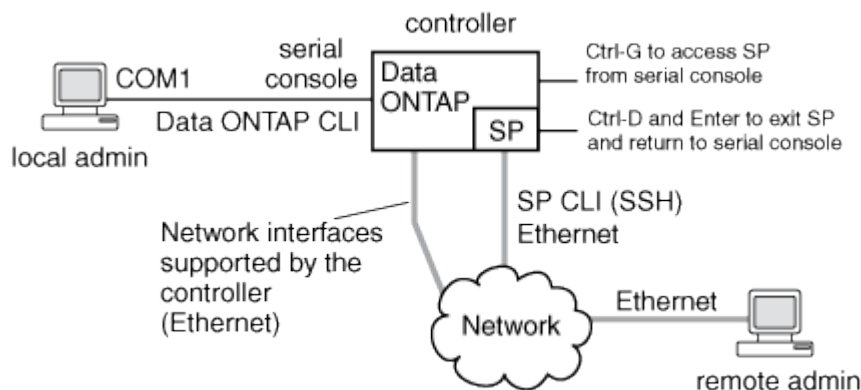 controller
serial
console
COM1
Data ONTAP CLI
local admin
Data
ONTAP
SP
Ctrl-G to access SP
from serial console
Ctrl-D and Enter to exit SP
and return to serial console
Network interfaces
supported by the
controller
(Ethernet)
SP CLI (SSH)
Ethernet
Network
Ethernet
remote admin